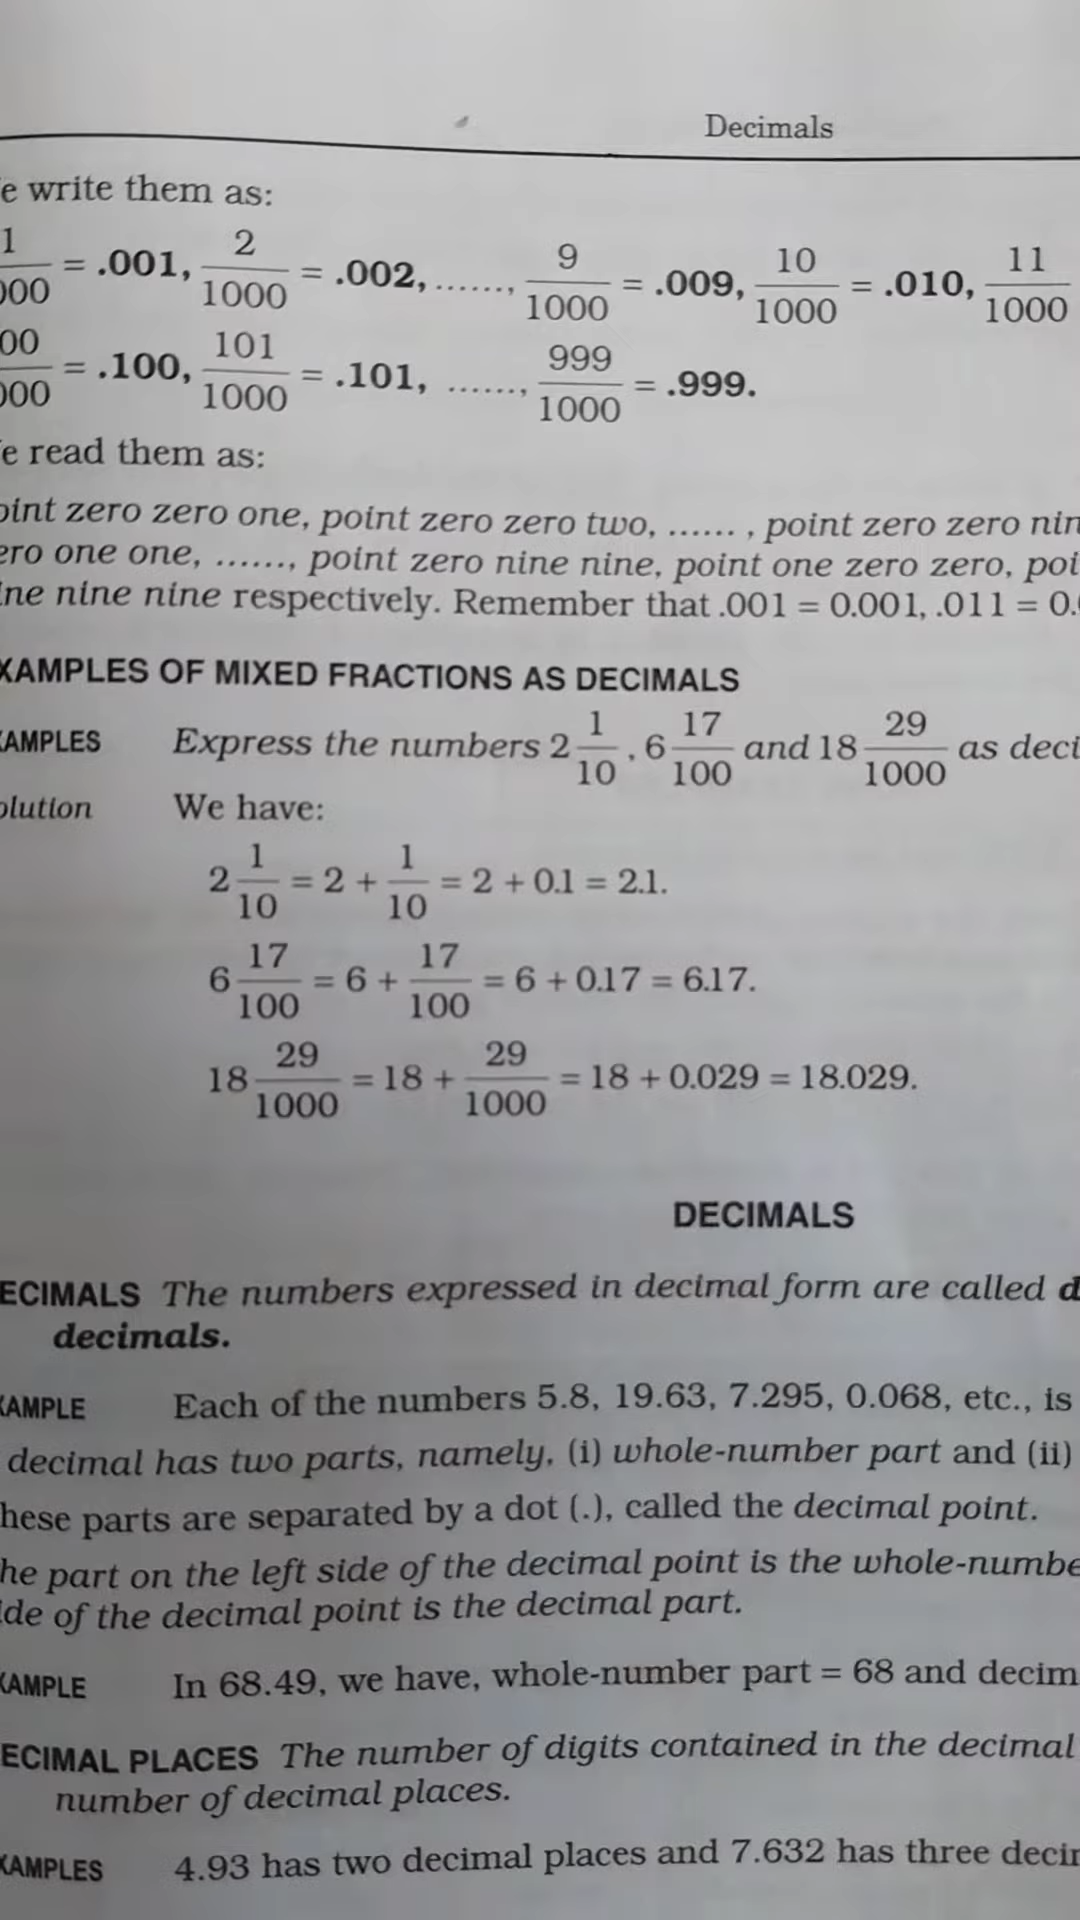 Decimals
e write them as:
1/000 = .001, 2/1000 = .002, ......, 9/1000 = .009, 10/1000 = .010, 11/1000
00/000 = .100, 101/1000 = .101, ......, 999/1000 = .999.
e read them as:
oint zero zero one, point zero zero two, ...... , point zero zero nin
ero one one, ......, point zero nine nine, point one zero zero, poi
ne nine nine respectively. Remember that .001 = 0.001, .011 = 0.
XAMPLES OF MIXED FRACTIONS AS DECIMALS
XAMPLES Express the numbers 2 1/10, 6 17/100 and 18 29/1000 as deci
olution We have:
2 1/10 = 2 + 1/10 = 2 + 0.1 = 2.1.
6 17/100 = 6 + 17/100 = 6 + 0.17 = 6.17.
18 29/1000 = 18 + 29/1000 = 18 + 0.029 = 18.029.
DECIMALS
ECIMALS The numbers expressed in decimal form are called d
decimals.
XAMPLE Each of the numbers 5.8, 19.63, 7.295, 0.068, etc., is
decimal has two parts, namely, (i) whole-number part and (ii)
hese parts are separated by a dot (.), called the decimal point.
he part on the left side of the decimal point is the whole-numbe
ide of the decimal point is the decimal part.
XAMPLE In 68.49, we have, whole-number part = 68 and decim
ECIMAL PLACES The number of digits contained in the decimal
number of decimal places.
XAMPLES 4.93 has two decimal places and 7.632 has three decim